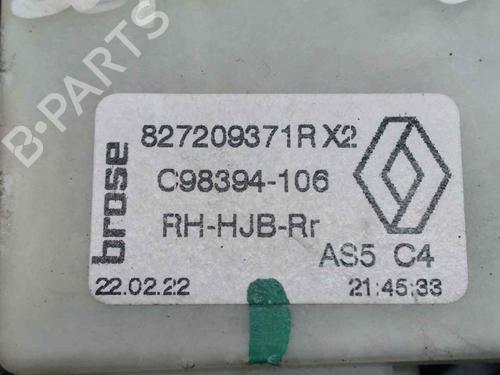 brose
827209371R X2
C98394-106
RH-HJB-Rr
AS5 C4
22.02.22
21:45:33
B-PARTS